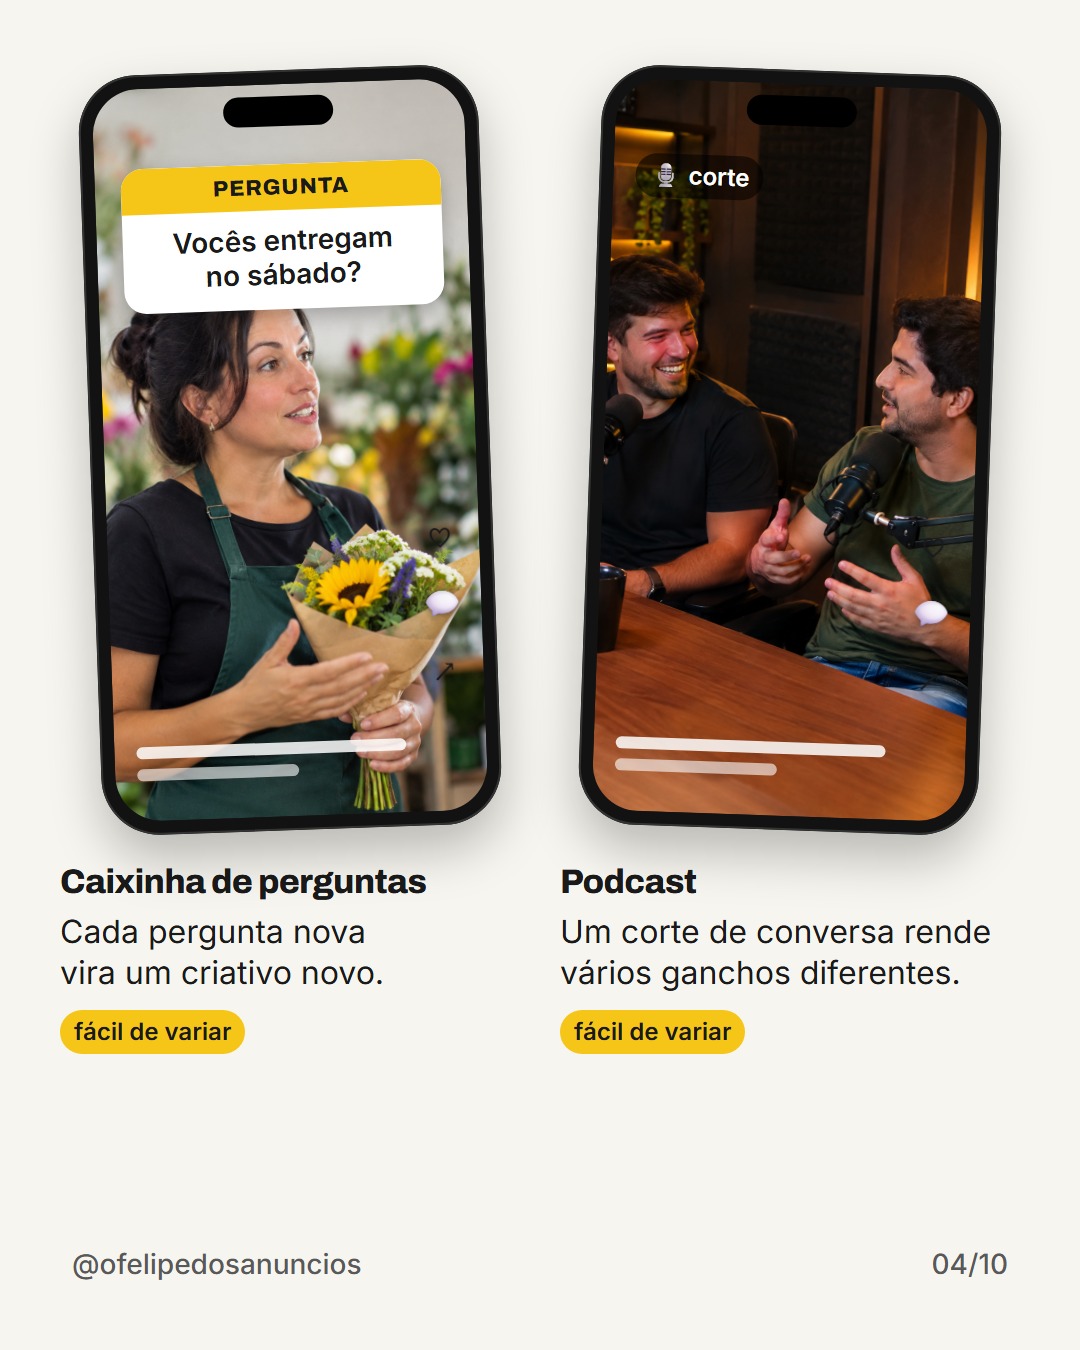 PERGUNTA
Vocês entregam
no sábado?
corte
Caixinha de perguntas
Cada pergunta nova
vira um criativo novo.
fácil de variar
Podcast
Um corte de conversa rende
vários ganchos diferentes.
fácil de variar
@ofelipedosanuncios
04/10